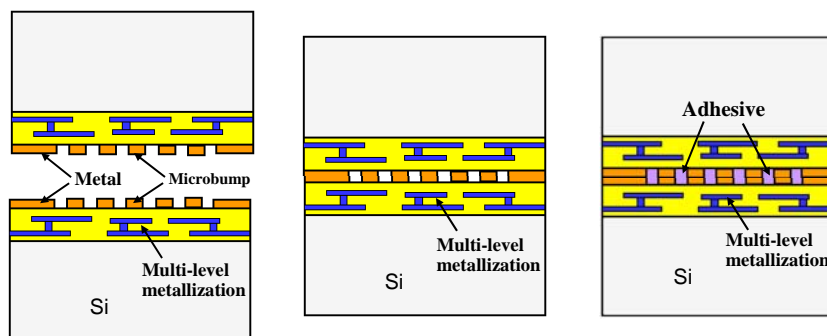 Metal
Microbump
Multi-level
metallization
Si
Multi-level
metallization
Si
Adhesive
Multi-level
metallization
Si